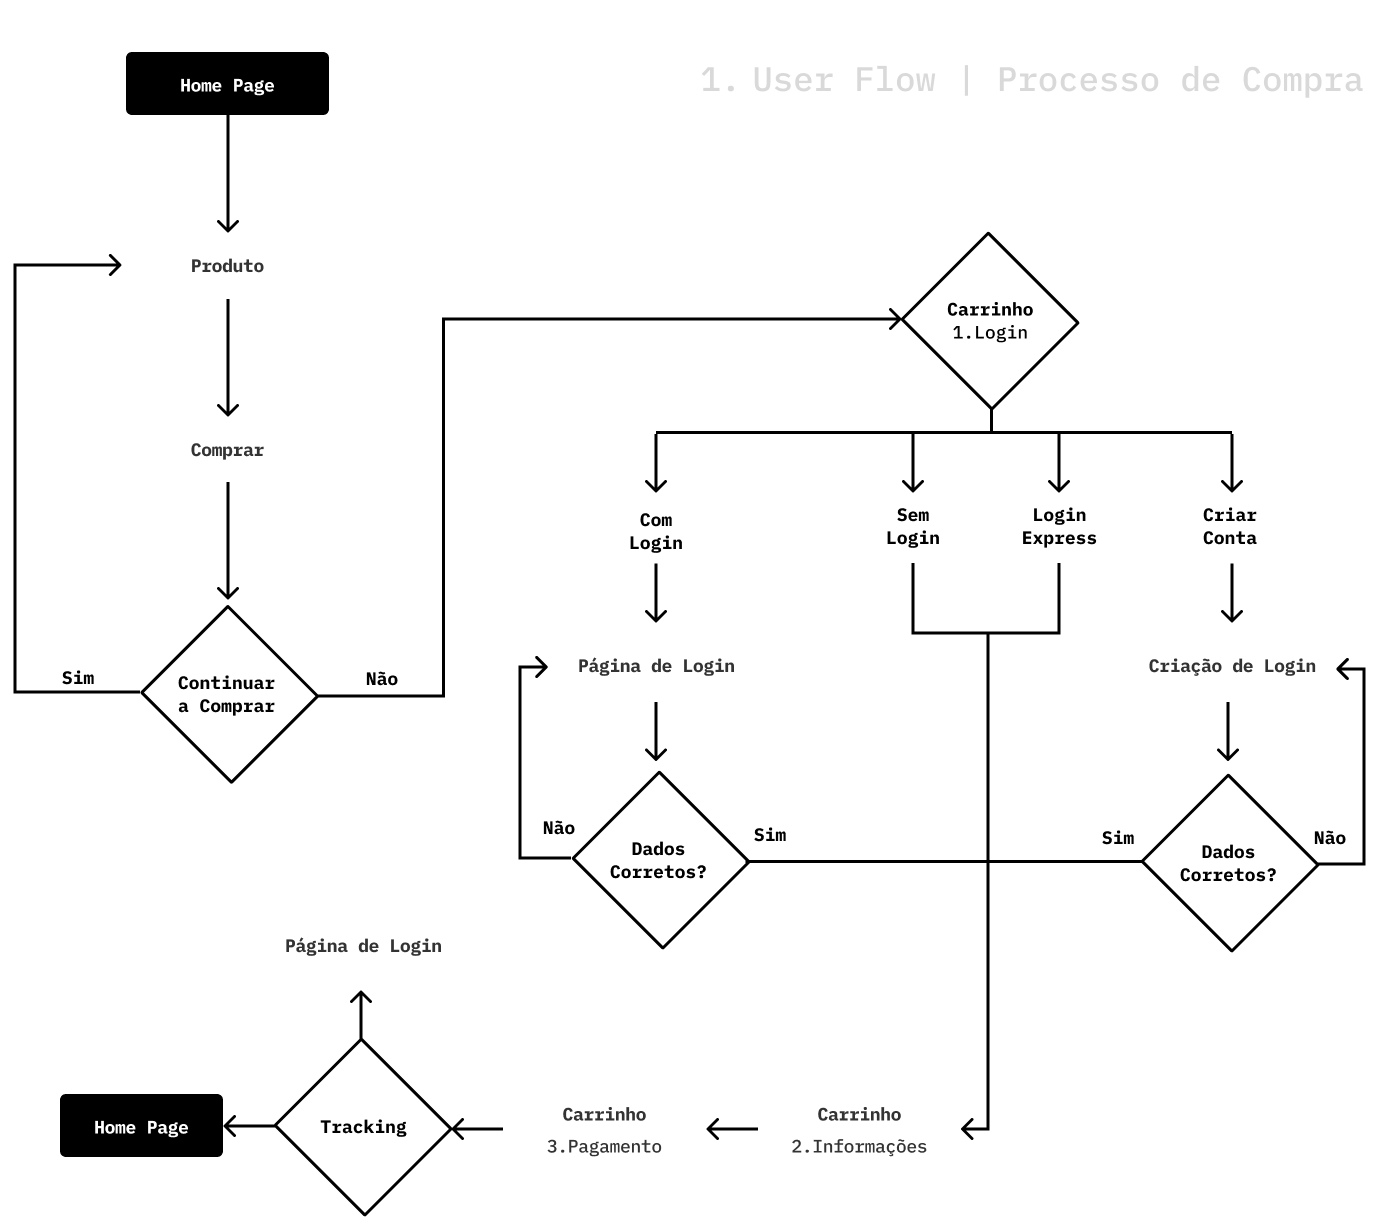 Home Page
1. User Flow | Processo de Compra
Produto
Comprar
Sim
Continuar
a Comprar
Não
Carrinho
1.Login
Com
Login
Sem
Login
Login
Express
Criar
Conta
Página de Login
Criação de Login
Não
Dados
Corretos?
Sim
Sim
Dados
Corretos?
Não
Página de Login
Home Page
Tracking
Carrinho
3.Pagamento
Carrinho
2.Informações